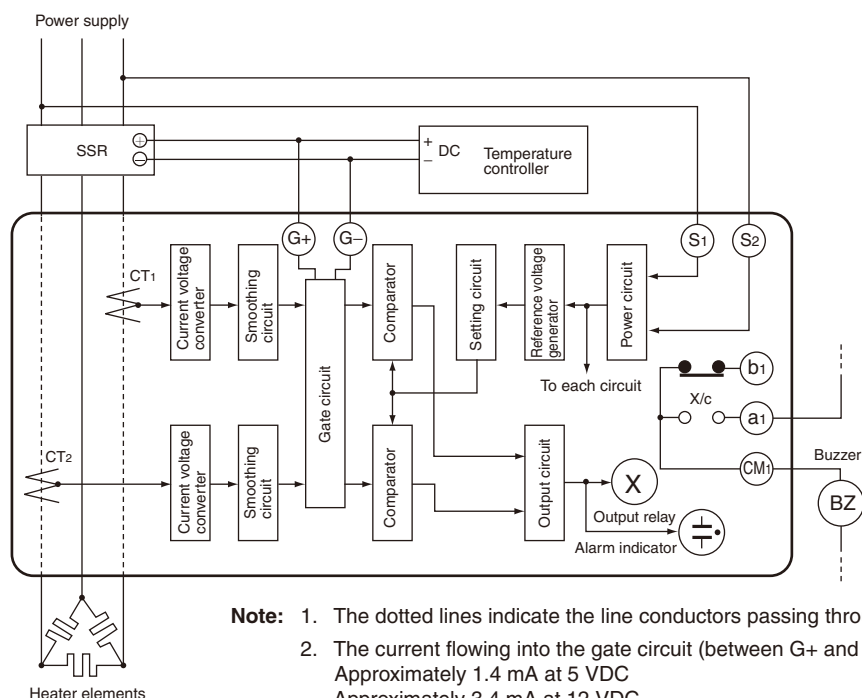 Power supply
SSR
+
−
+
−
DC
Temperature
controller
G+
G−
S1
S2
CT1
Current voltage
converter
Smoothing
circuit
Gate circuit
Comparator
Setting circuit
Reference voltage
generator
Power circuit
To each circuit
b1
X/c
a1
CM1
Buzzer
BZ
CT2
Current voltage
converter
Smoothing
circuit
Comparator
Output circuit
X
Output relay
Alarm indicator
Heater elements
Note: 1. The dotted lines indicate the line conductors passing thro
2. The current flowing into the gate circuit (between G+ and
Approximately 1.4 mA at 5 VDC
Approximately 3.4 mA at 12 VDC